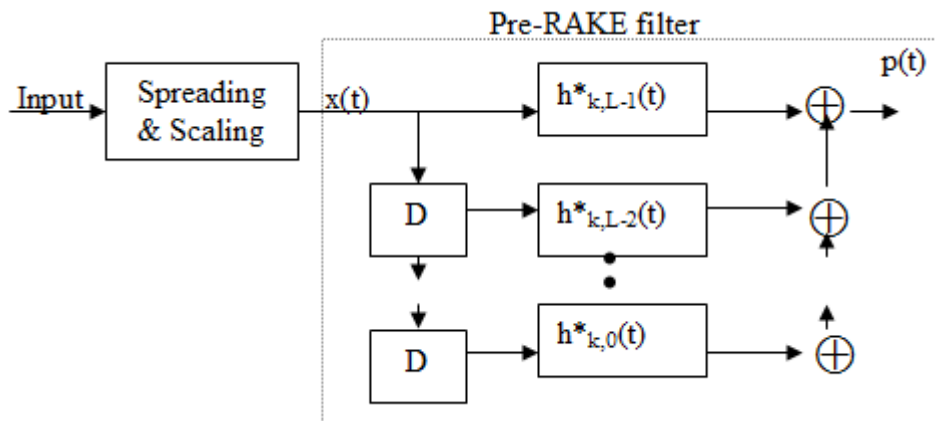 Pre-RAKE filter
p(t)
Input
Spreading
& Scaling
x(t)
h*k,L-1(t)
D
h*k,L-2(t)
D
h*k,0(t)